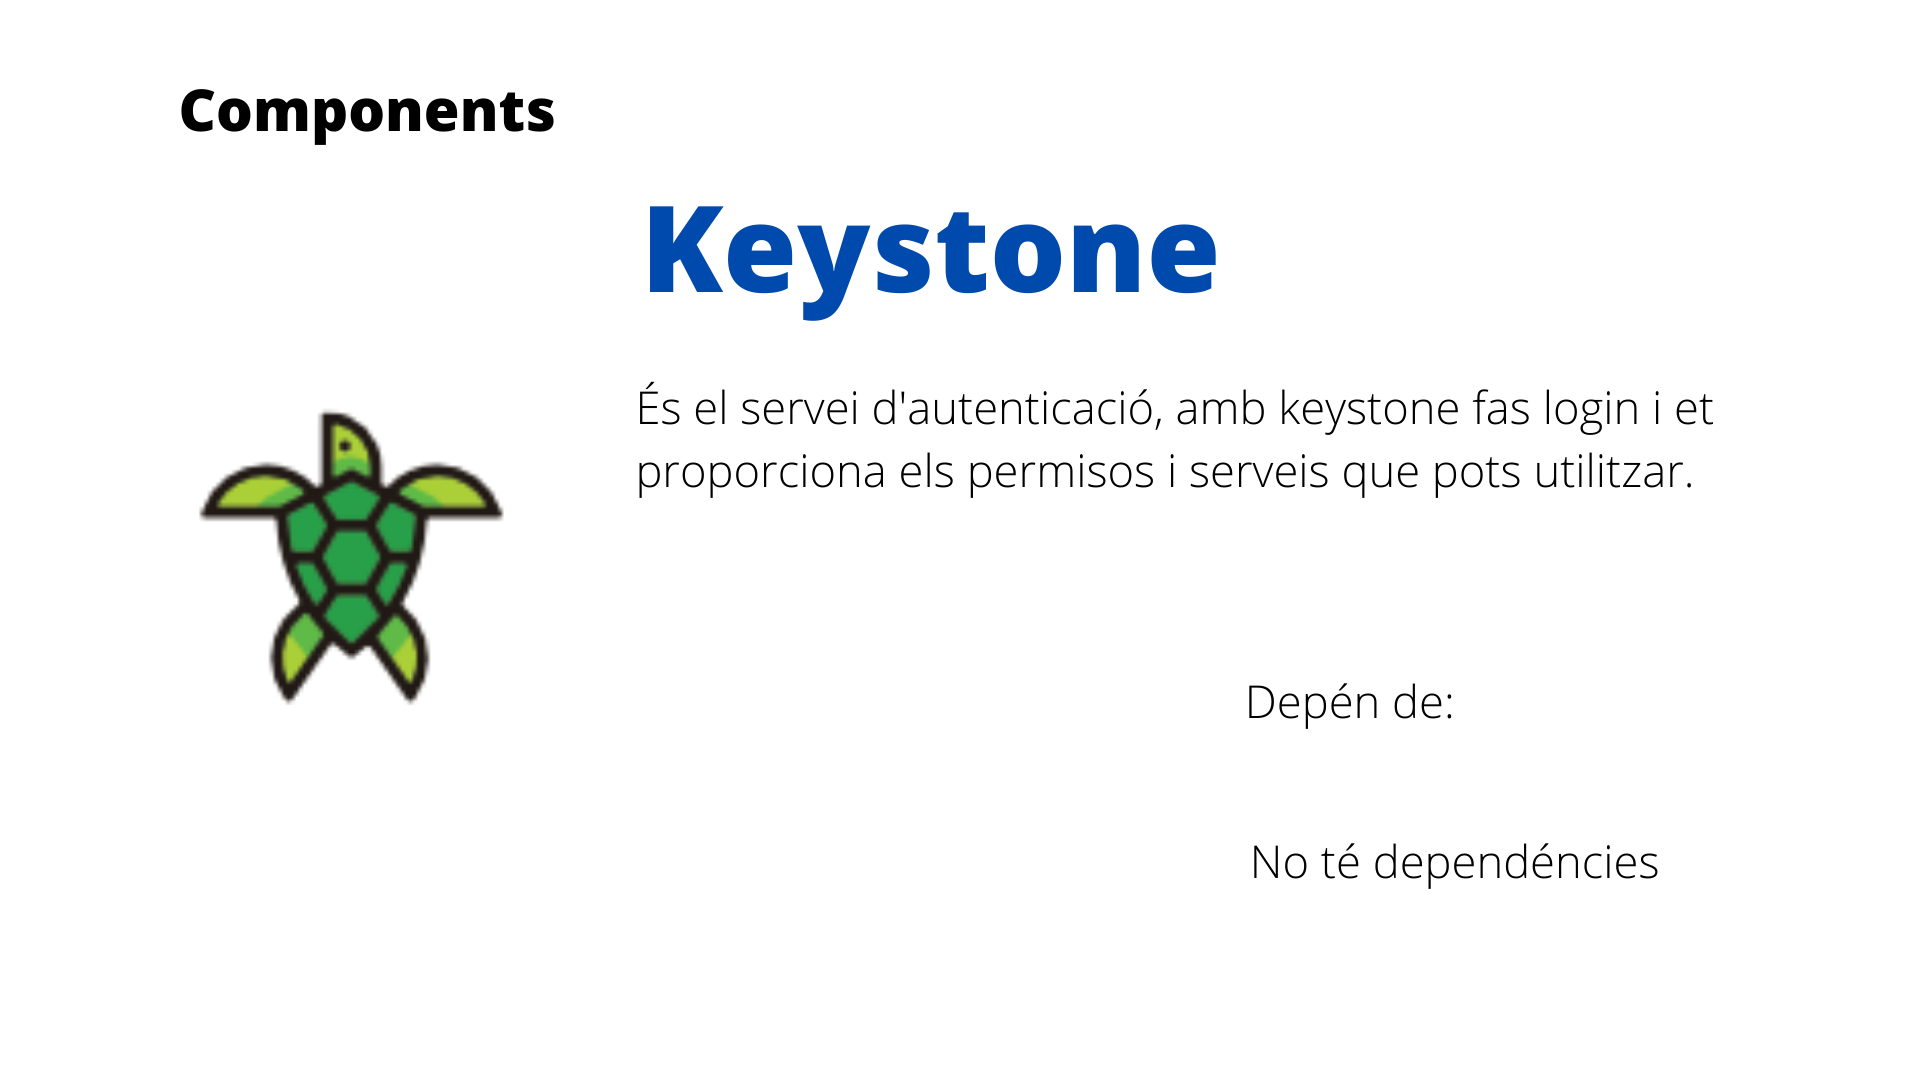 Components
Keystone
És el servei d'autenticació, amb keystone fas login i et
proporciona els permisos i serveis que pots utilitzar.
Depén de:
No té dependéncies